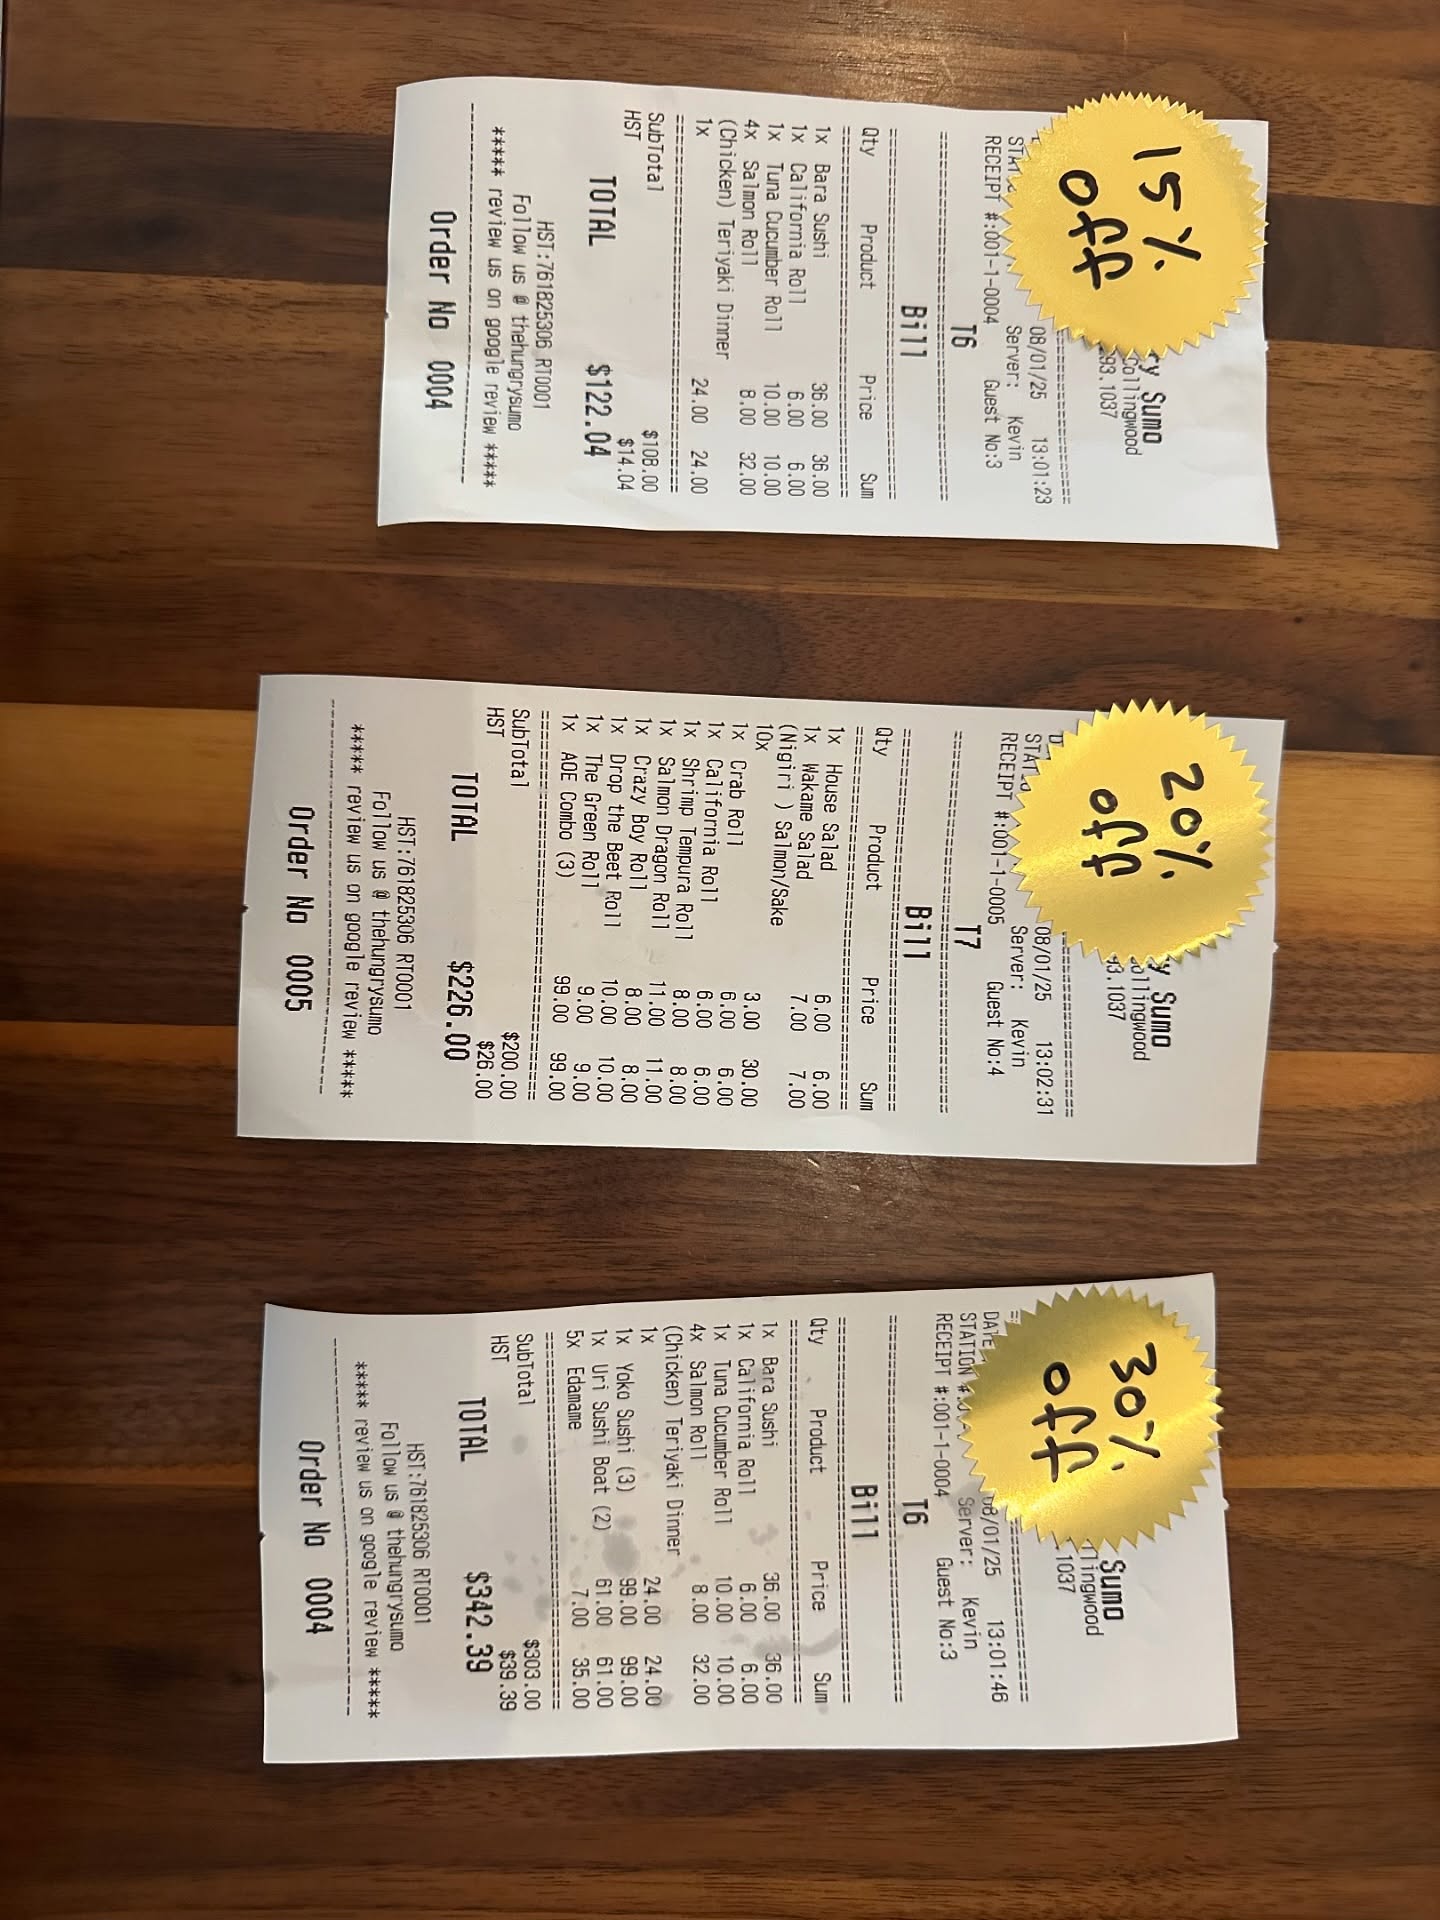 15%
off
ry Sumo
Collingwood
93.1037
08/01/25 13:01:23
Server: Kevin
RECEIPT #:001-1-0004 Guest No:3
T6
Bill
Qty Product Price Sum
1x Bara Sushi 36.00 36.00
1x California Roll 6.00 6.00
1x Tuna Cucumber Roll 10.00 10.00
4x Salmon Roll 8.00 32.00
(Chicken) Teriyaki Dinner
1x 24.00 24.00
SubTotal $108.00
HST $14.04
TOTAL $122.04
HST:761825306 RT0001
Follow us @ thehungrysumo
***** review us on google review *****
Order No 0004
20%
off
y Sumo
ollingwood
93.1037
08/01/25 13:02:31
Server: Kevin
RECEIPT #:001-1-0005 Guest No:4
T7
Bill
Qty Product Price Sum
1x House Salad 6.00 6.00
1x Wakame Salad 7.00 7.00
(Nigiri ) Salmon/Sake
10x 3.00 30.00
1x Crab Roll 6.00 6.00
1x California Roll 6.00 6.00
1x Shrimp Tempura Roll 8.00 8.00
1x Salmon Dragon Roll 11.00 11.00
1x Crazy Boy Roll 8.00 8.00
1x Drop the Beet Roll 10.00 10.00
1x The Green Roll 9.00 9.00
1x AOE Combo (3) 99.00 99.00
SubTotal $200.00
HST $26.00
TOTAL $226.00
HST:761825306 RT0001
Follow us @ thehungrysumo
***** review us on google review *****
Order No 0005
30%
off
Sumo
lingwood
1037
DATE 08/01/25 13:01:46
STATION # Server: Kevin
RECEIPT #:001-1-0004 Guest No:3
T6
Bill
Qty Product Price Sum
1x Bara Sushi 36.00 36.00
1x California Roll 6.00 6.00
1x Tuna Cucumber Roll 10.00 10.00
4x Salmon Roll 8.00 32.00
(Chicken) Teriyaki Dinner
1x 24.00 24.00
1x Yoko Sushi (3) 99.00 99.00
1x Uri Sushi Boat (2) 61.00 61.00
5x Edamame 7.00 35.00
SubTotal $303.00
HST $39.39
TOTAL $342.39
HST:761825306 RT0001
Follow us @ thehungrysumo
***** review us on google review *****
Order No 0004